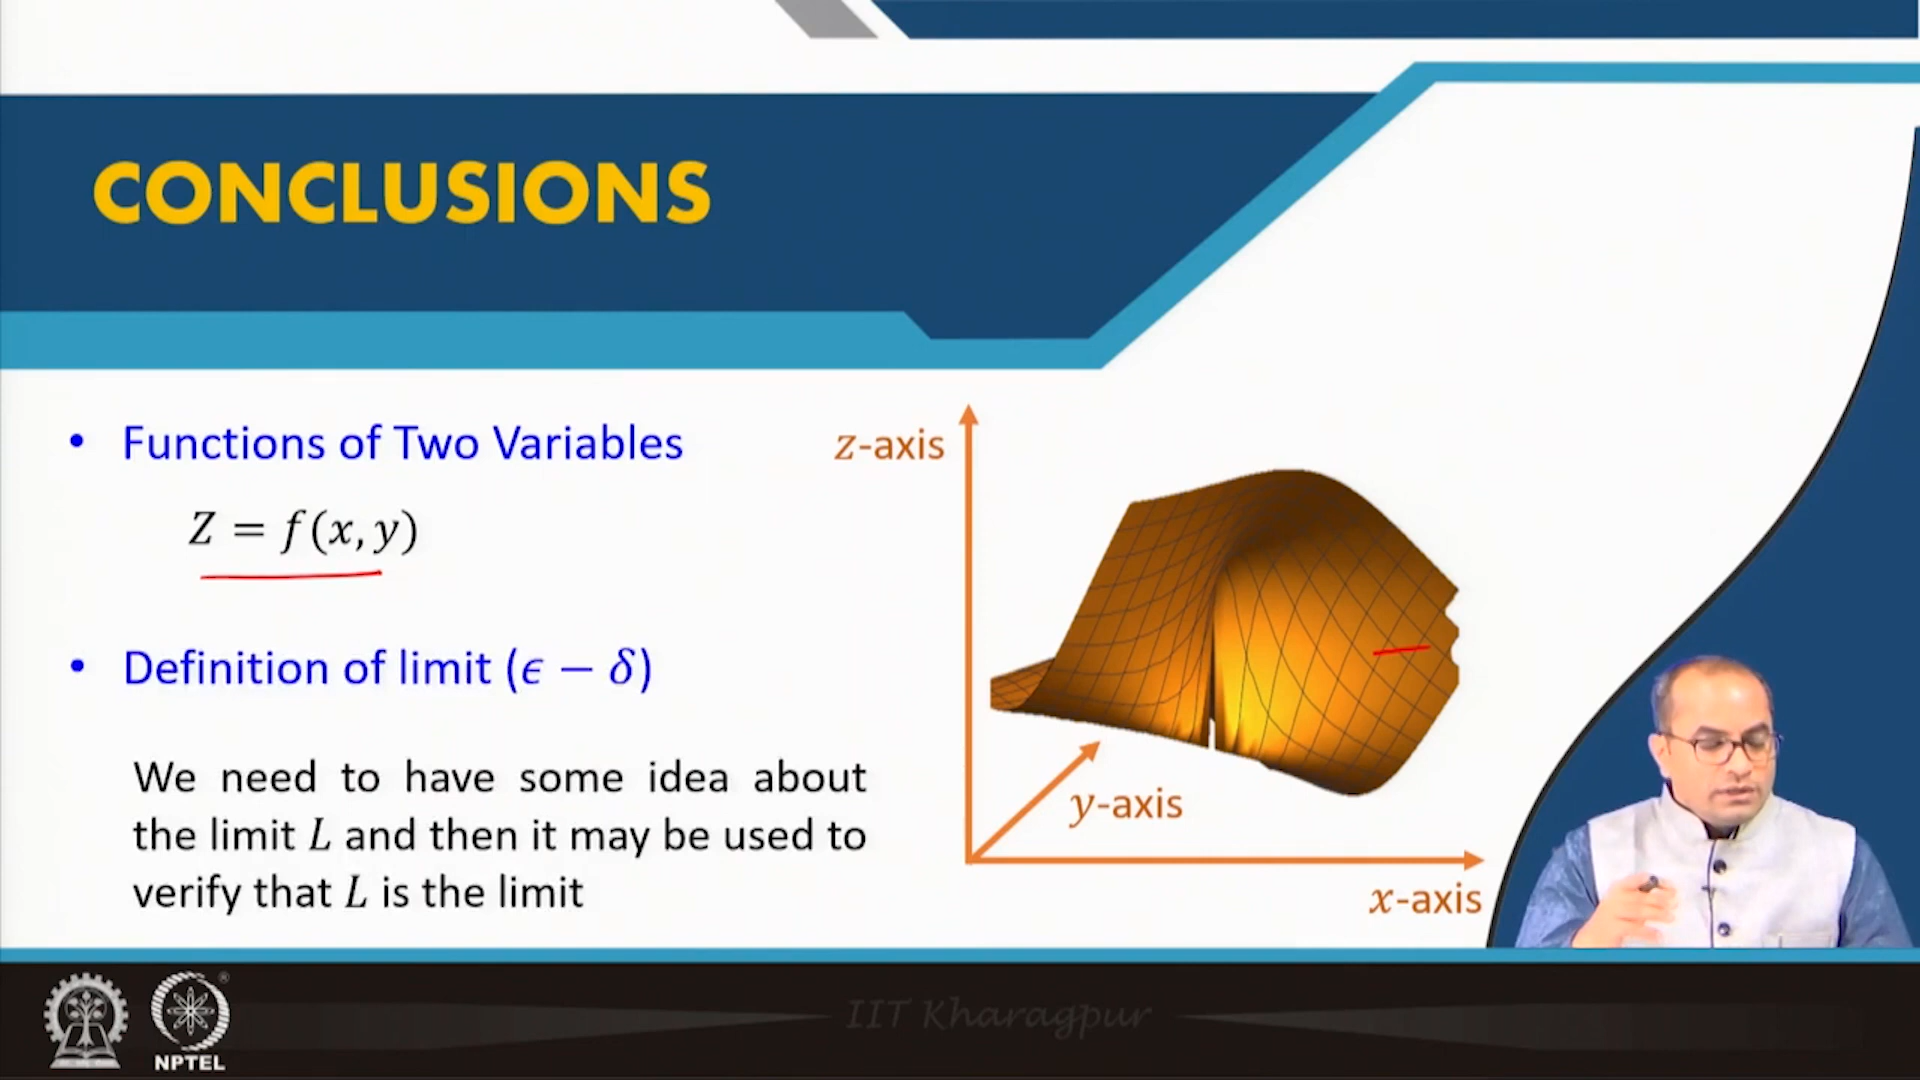 CONCLUSIONS
• Functions of Two Variables
Z = f(x, y)
• Definition of limit (ϵ − δ)
We need to have some idea about
the limit L and then it may be used to
verify that L is the limit
z-axis
y-axis
x-axis
IIT Kharagpur
®
NPTEL